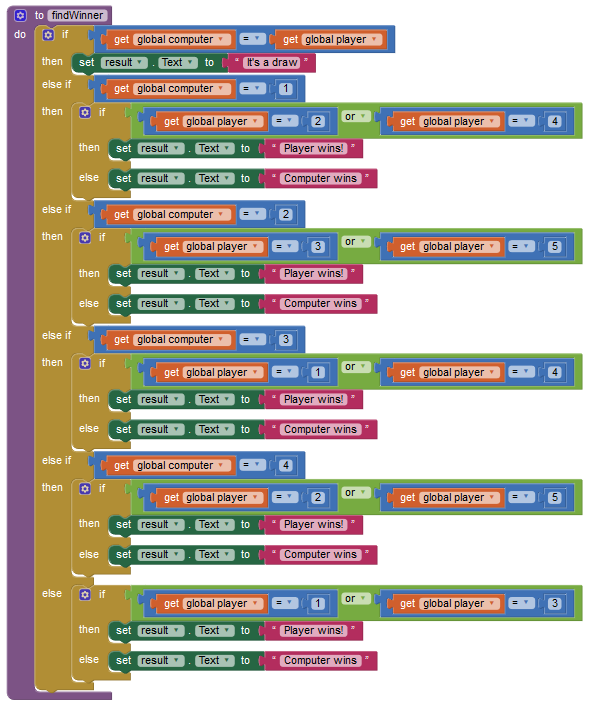 to findWinner
do if get global computer = get global player
then set result . Text to " It's a draw "
else if get global computer = 1
then if get global player = 2 or get global player = 4
then set result . Text to " Player wins! "
else set result . Text to " Computer wins "
else if get global computer = 2
then if get global player = 3 or get global player = 5
then set result . Text to " Player wins! "
else set result . Text to " Computer wins "
else if get global computer = 3
then if get global player = 1 or get global player = 4
then set result . Text to " Player wins! "
else set result . Text to " Computer wins "
else if get global computer = 4
then if get global player = 2 or get global player = 5
then set result . Text to " Player wins! "
else set result . Text to " Computer wins "
else if get global player = 1 or get global player = 3
then set result . Text to " Player wins! "
else set result . Text to " Computer wins "